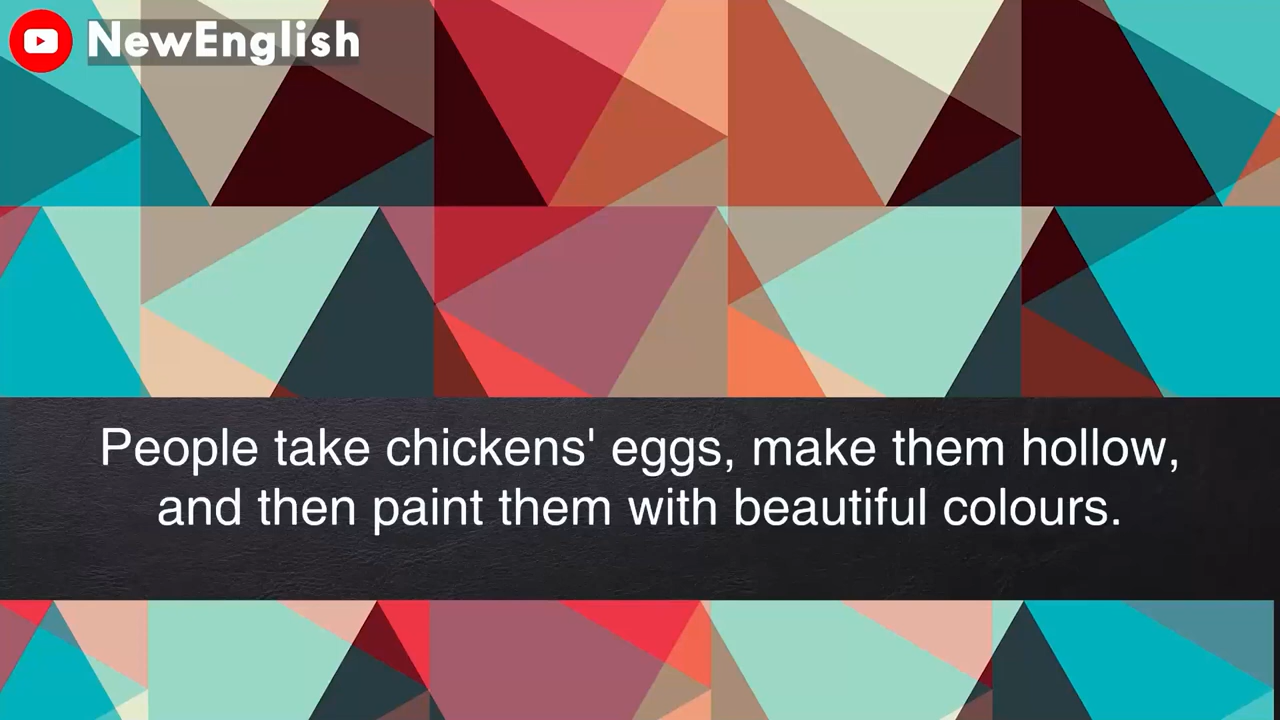 NewEnglish
People take chickens' eggs, make them hollow,
and then paint them with beautiful colours.